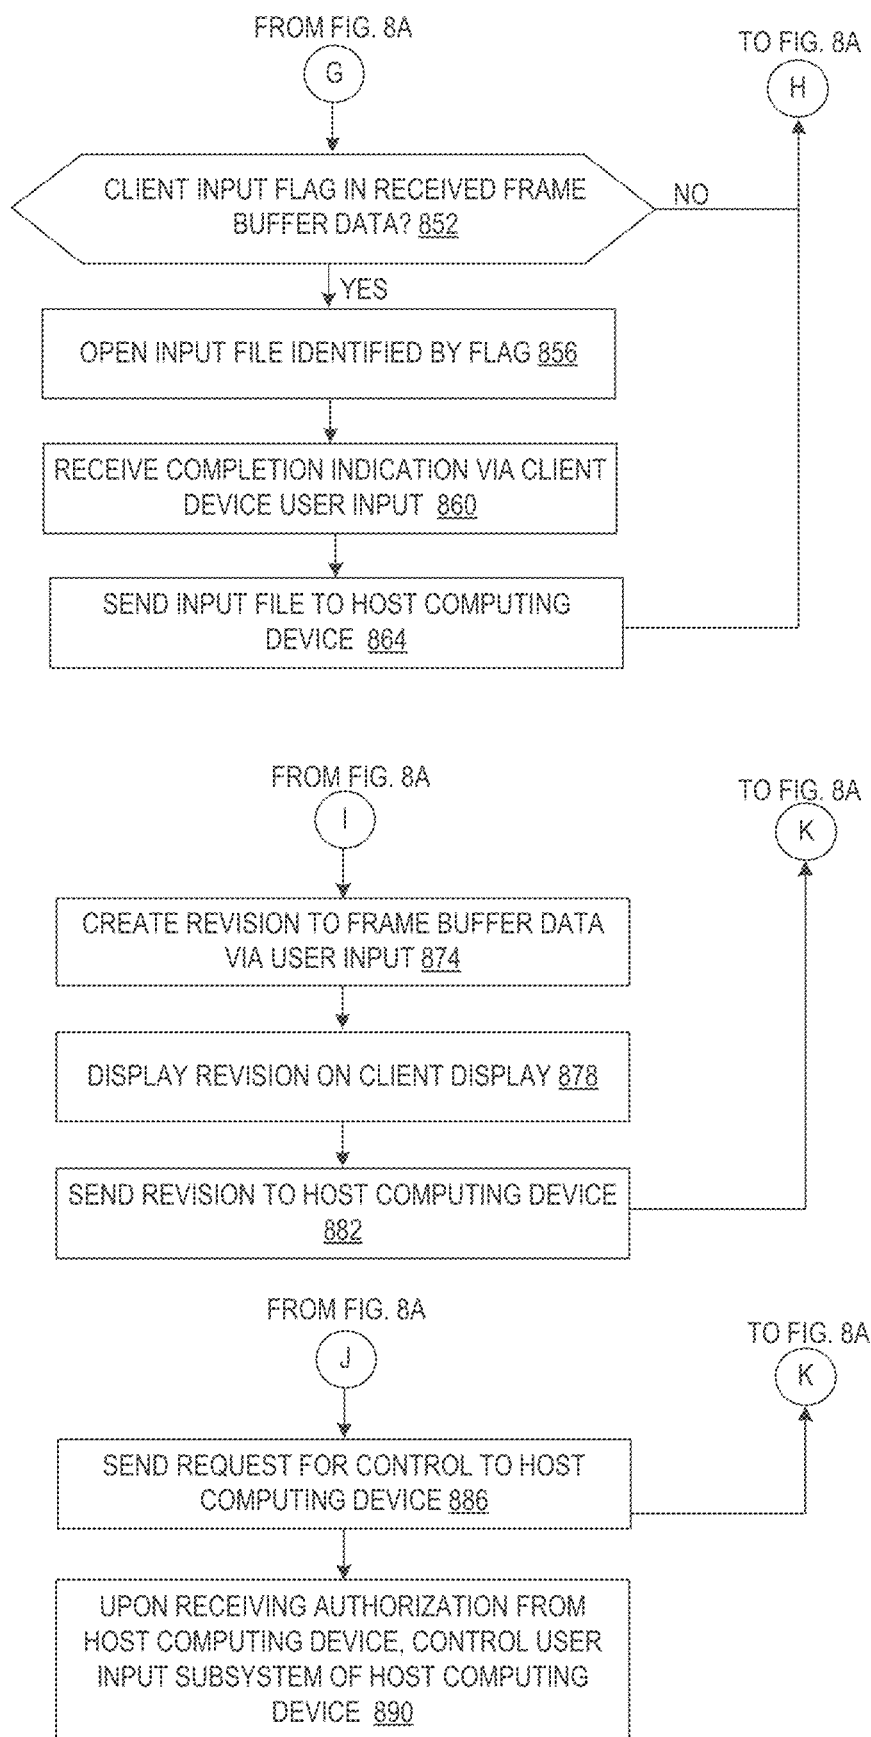 FROM FIG. 8A
G
TO FIG. 8A
H
CLIENT INPUT FLAG IN RECEIVED FRAME
BUFFER DATA? 852
NO
YES
OPEN INPUT FILE IDENTIFIED BY FLAG 856
RECEIVE COMPLETION INDICATION VIA CLIENT
DEVICE USER INPUT 860
SEND INPUT FILE TO HOST COMPUTING
DEVICE 864
FROM FIG. 8A
I
TO FIG. 8A
K
CREATE REVISION TO FRAME BUFFER DATA
VIA USER INPUT 874
DISPLAY REVISION ON CLIENT DISPLAY 878
SEND REVISION TO HOST COMPUTING DEVICE
882
FROM FIG. 8A
J
TO FIG. 8A
K
SEND REQUEST FOR CONTROL TO HOST
COMPUTING DEVICE 886
UPON RECEIVING AUTHORIZATION FROM
HOST COMPUTING DEVICE, CONTROL USER
INPUT SUBSYSTEM OF HOST COMPUTING
DEVICE 890